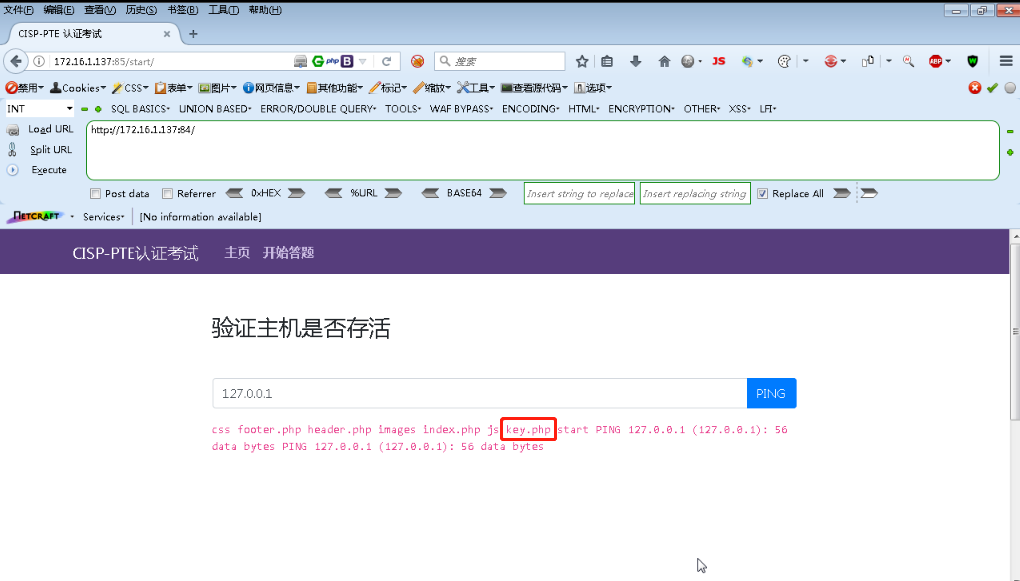 文件(F) 编辑(E) 查看(V) 历史(S) 书签(B) 工具(T) 帮助(H)
CISP-PTE 认证考试 × +
172.16.1.137:85/start/ php B 搜索 JS ABP W
禁用 Cookies CSS 表单 图片 网页信息 其他功能 标记 缩放 工具 查看源代码 选项
INT SQL BASICS UNION BASED ERROR/DOUBLE QUERY TOOLS WAF BYPASS ENCODING HTML ENCRYPTION OTHER XSS LFI
Load URL http://172.16.1.137:84/
Split URL
Execute
Post data Referrer 0xHEX %URL BASE64 Insert string to replace Insert replacing string Replace All
NETCRAFT Services [No information available]
CISP-PTE认证考试 主页 开始答题
验证主机是否存活
127.0.0.1 PING
css footer.php header.php images index.php js key.php start PING 127.0.0.1 (127.0.0.1): 56
data bytes PING 127.0.0.1 (127.0.0.1): 56 data bytes